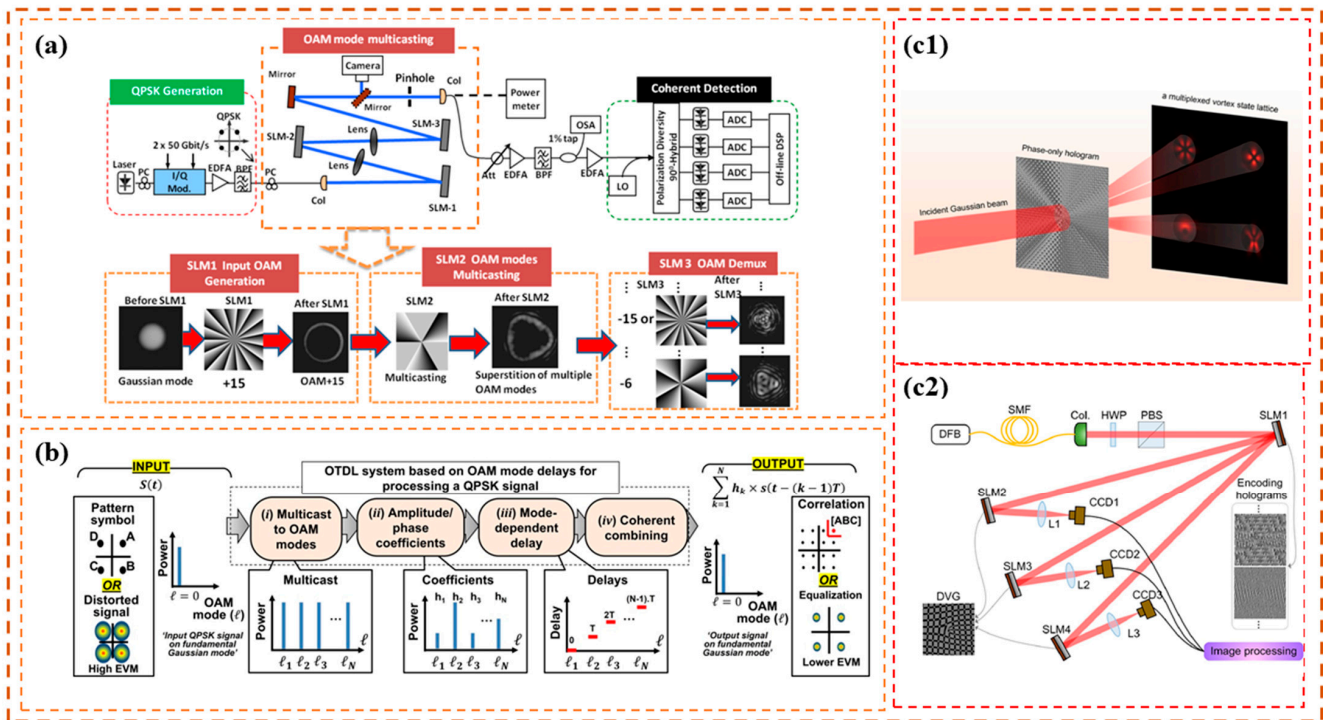 (a)
OAM mode multicasting
Camera
Mirror
Pinhole
Col
Power
meter
QPSK Generation
Mirror
Coherent Detection
QPSK
SLM-2
Lens
SLM-3
OSA
2 x 50 Gbit/s
1% tap
Polarization Diversity
90°-Hybrid
ADC
ADC
ADC
ADC
Off-line DSP
Laser
PC
I/Q
Mod.
EDFA
BPF
PC
Lens
Col
SLM-1
Att
EDFA
BPF
EDFA
LO
SLM1 Input OAM
Generation
SLM2 OAM modes
Multicasting
SLM 3 OAM Demux
Before SLM1
SLM1
After SLM1
SLM2
After SLM2
⋮
SLM3
After
SLM3
⋮
-15 or
⋮
⋮
-6
Gaussian mode
+15
OAM+15
Multicasting
Superstition of multiple
OAM modes
(b)
INPUT
S(t)
OTDL system based on OAM mode delays for
processing a QPSK signal
OUTPUT
∑ₖ₌₁ᴺ hₖ × s(t−(k−1)T)
Pattern
symbol
D A
C B
OR
Distorted
signal
High EVM
Power
ℓ = 0
OAM
mode (ℓ)
'Input QPSK signal
on fundamental
Gaussian mode'
(i) Multicast
to OAM
modes
(ii) Amplitude/
phase
coefficients
(iii) Mode-
dependent
delay
(iv) Coherent
combining
Multicast
Power
...
ℓ
ℓ₁ ℓ₂ ℓ₃ ℓN
Coefficients
Power
h₁ h₂ h₃ hN
...
ℓ
ℓ₁ ℓ₂ ℓ₃ ℓN
Delays
Delay
0
T
2T
...
(N-1).T
ℓ
ℓ₁ ℓ₂ ℓ₃ ℓN
Power
ℓ = 0
OAM
mode (ℓ)
'Output signal
on fundamental
Gaussian mode'
Correlation
[ABC]
OR
Equalization
Lower EVM
(c1)
a multiplexed vortex state lattice
Phase-only hologram
Incident Gaussian beam
(c2)
SMF
Col.
HWP
PBS
SLM1
DFB
SLM2
CCD1
L1
Encoding
holograms
SLM3
CCD2
L2
DVG
CCD3
SLM4
L3
Image processing